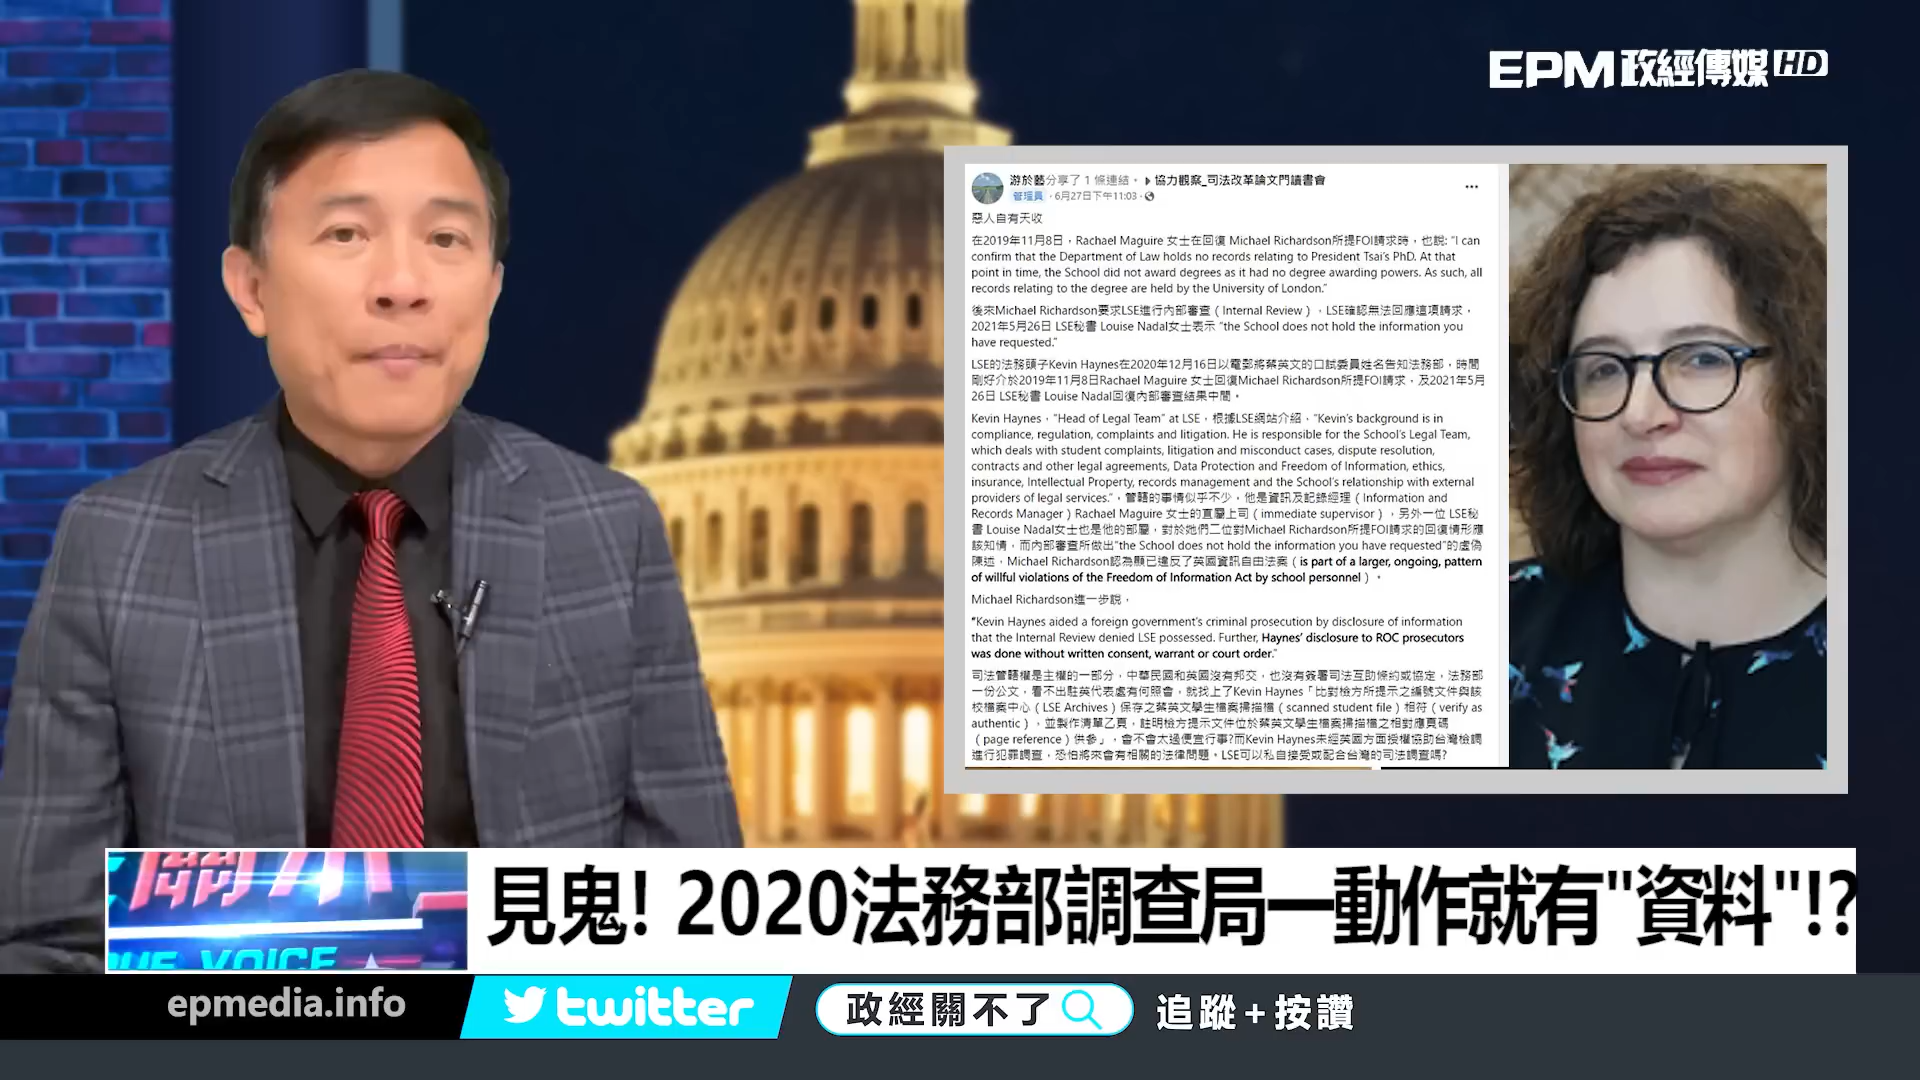 EPM 政經傳媒 HD
游於藝分享了 1 條連結。 ▸ 協力觀察_司法改革論文門讀書會
管理員 · 6月27日下午11:03 ·
惡人自有天收
在2019年11月8日，Rachael Maguire 女士在回復 Michael Richardson所提FOI請求時，也說: "I can
confirm that the Department of Law holds no records relating to President Tsai's PhD. At that
point in time, the School did not award degrees as it had no degree awarding powers. As such, all
records relating to the degree are held by the University of London."
後來Michael Richardson要求LSE進行內部審查（Internal Review），LSE確認無法回應這項請求，
2021年5月26日 LSE秘書 Louise Nadal女士表示 "the School does not hold the information you
have requested."
LSE的法務頭子Kevin Haynes在2020年12月16日以電郵將蔡英文的口試委員姓名告知法務部，時間
剛好介於2019年11月8日Rachael Maguire 女士回復Michael Richardson所提FOI請求，及2021年5月
26日 LSE秘書 Louise Nadal回復內部審查結果中間。
Kevin Haynes，"Head of Legal Team" at LSE，根據LSE網站介紹，"Kevin's background is in
compliance, regulation, complaints and litigation. He is responsible for the School's Legal Team,
which deals with student complaints, litigation and misconduct cases, dispute resolution,
contracts and other legal agreements, Data Protection and Freedom of Information, ethics,
insurance, Intellectual Property, records management and the School's relationship with external
providers of legal services."，管轄的事情似乎不少，他是資訊及記錄經理（Information and
Records Manager）Rachael Maguire 女士的直屬上司（immediate supervisor），另外一位 LSE秘
書 Louise Nadal女士也是他的部屬，對於她們二位對Michael Richardson所提FOI請求的回復情形應
該知情，而內部審查所做出"the School does not hold the information you have requested"的虛偽
陳述，Michael Richardson認為顯已違反了英國資訊自由法案（is part of a larger, ongoing, pattern
of willful violations of the Freedom of Information Act by school personnel）。
Michael Richardson進一步說，
"Kevin Haynes aided a foreign government's criminal prosecution by disclosure of information
that the Internal Review denied LSE possessed. Further, Haynes' disclosure to ROC prosecutors
was done without written consent, warrant or court order."
司法管轄權是主權的一部分，中華民國和英國沒有邦交，也沒有簽署司法互助條約或協定，法務部
一份公文，看不出駐英代表處有何照會，就找上了Kevin Haynes「比對檢方所提示之編號文件與該
校檔案中心（LSE Archives）保存之蔡英文學生檔案掃描檔（scanned student file）相符（verify as
authentic），並製作清單乙頁，註明檢方提示文件位於蔡英文學生檔案掃描檔之相對應頁碼
（page reference）供參」，會不會太過便宜行事?而Kevin Haynes未經英國方面授權協助台灣檢調
進行犯罪調查，恐怕將來會有相關的法律問題。LSE可以私自接受或配合台灣的司法調查嗎?
見鬼! 2020法務部調查局一動作就有"資料"!?
關不
VOICE
epmedia.info
twitter
政經關不了
追蹤+按讚